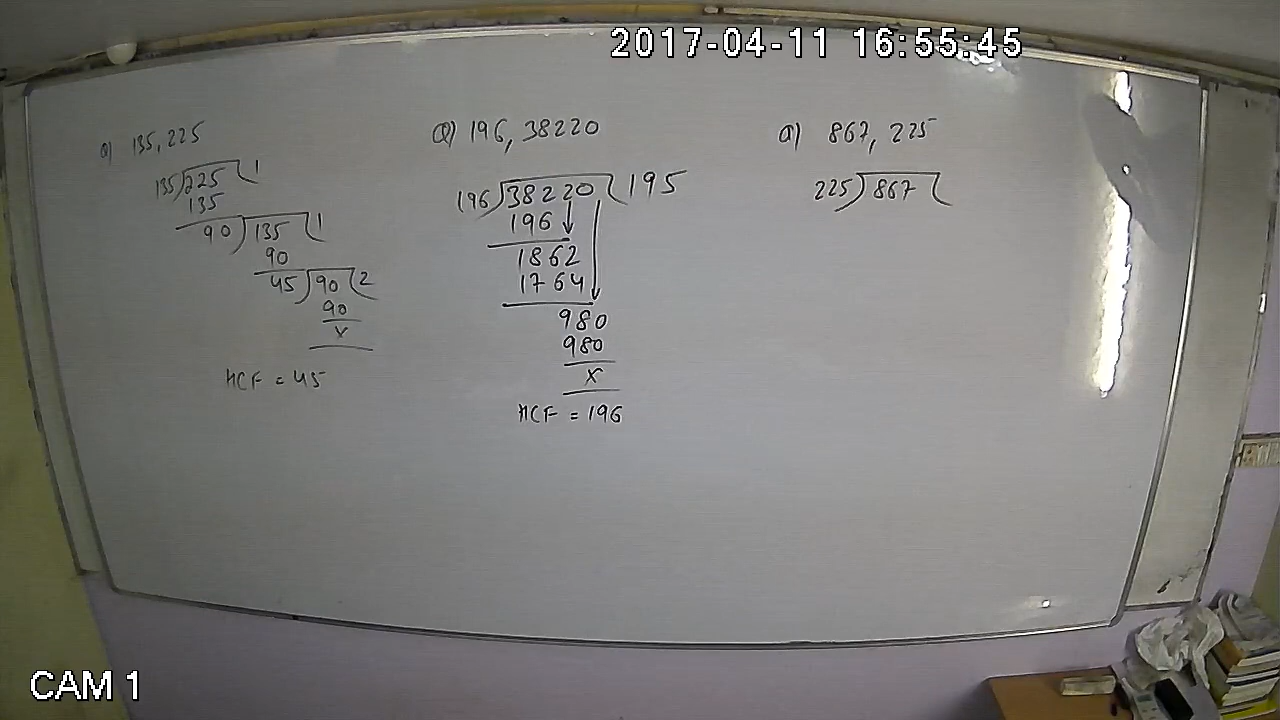 2017-04-11 16:55:45
Q) 135, 225
135)225(1
135
90)135(1
90
45)90(2
90
x
HCF = 45
Q) 196, 38220
196)38220(195
196
1862
1764
980
980
x
HCF = 196
Q) 867, 225
225)867(
CAM 1